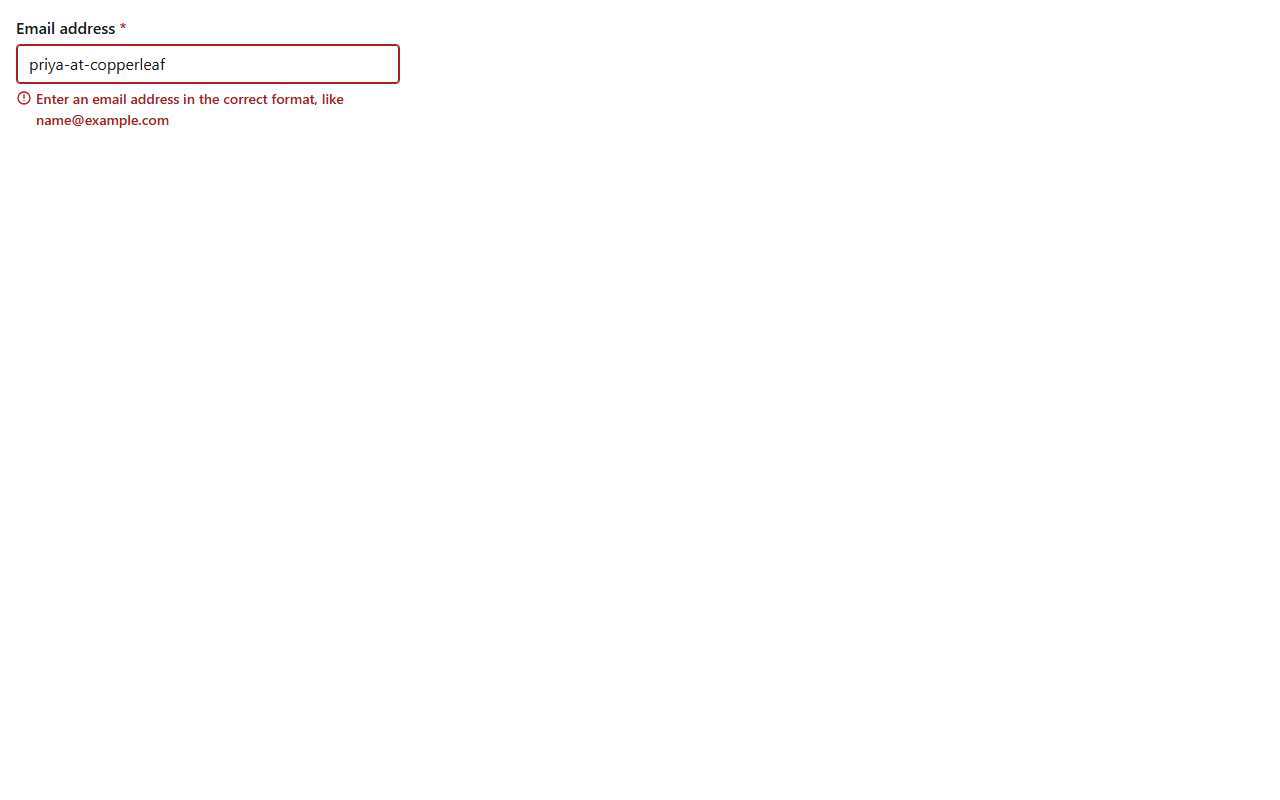 Email address *
priya-at-copperleaf
Enter an email address in the correct format, like
name@example.com